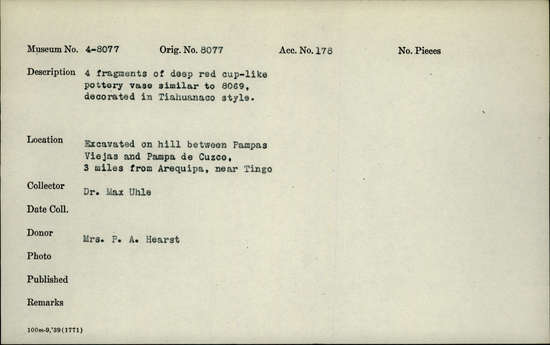 Museum No. 4-8077 Orig. No. 8077 Acc. No. 178 No. Pieces
Description 4 fragments of deep red cup-like
pottery vase similar to 8069,
decorated in Tiahuanaco style.
Location Excavated on hill between Pampas
Viejas and Pampa de Cuzco,
3 miles from Arequipa, near Tingo
Collector Dr. Max Uhle
Date Coll.
Donor Mrs. P. A. Hearst
Photo
Published
Remarks
100m-9,'39(1771)